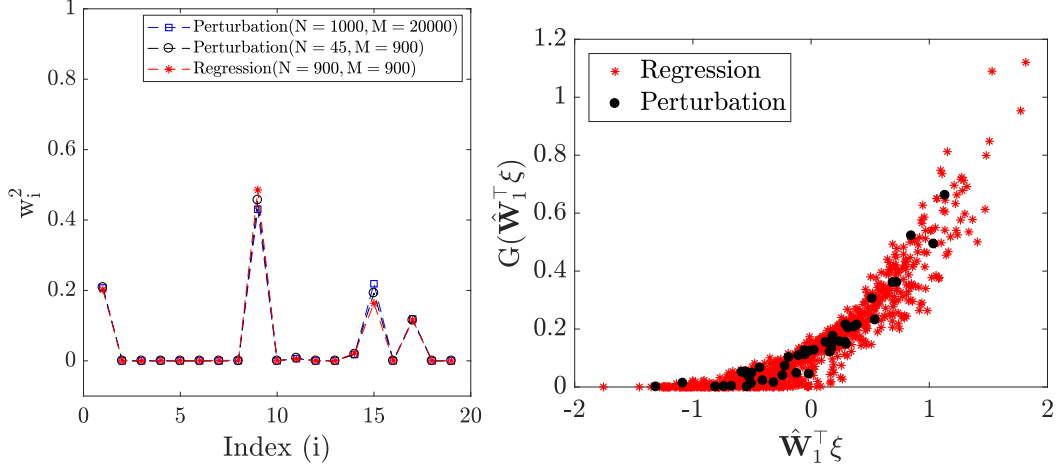 1
0.8
0.6
0.4
0.2
0
0 5 10 15 20
w_i^2
Index (i)
Perturbation(N = 1000, M = 20000)
Perturbation(N = 45, M = 900)
Regression(N = 900, M = 900)
1.2
1
0.8
0.6
0.4
0.2
0
-2 -1 0 1 2
G(Ŵ_1^⊤ξ)
Ŵ_1^⊤ξ
Regression
Perturbation